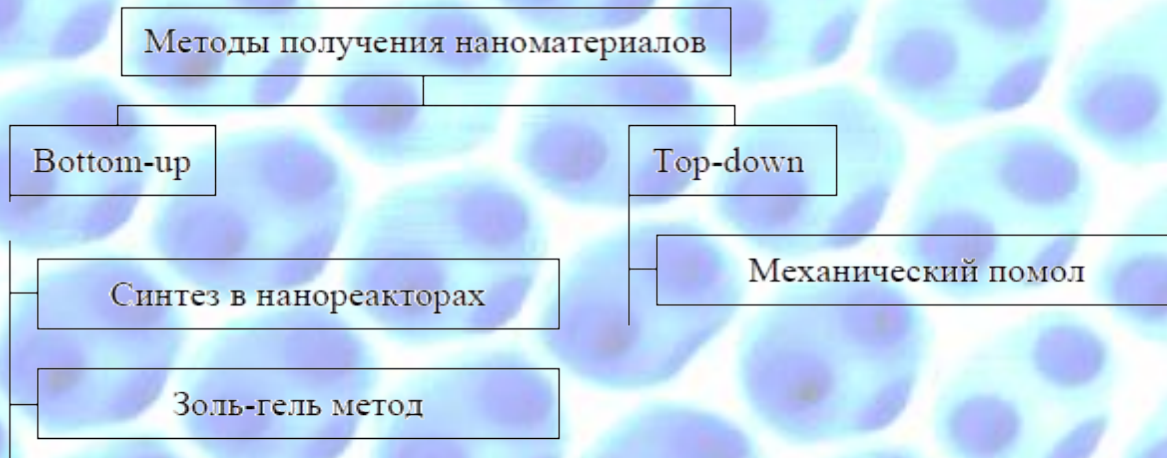 Методы получения наноматериалов
Bottom-up
Top-down
Механический помол
Синтез в нанореакторах
Золь-гель метод